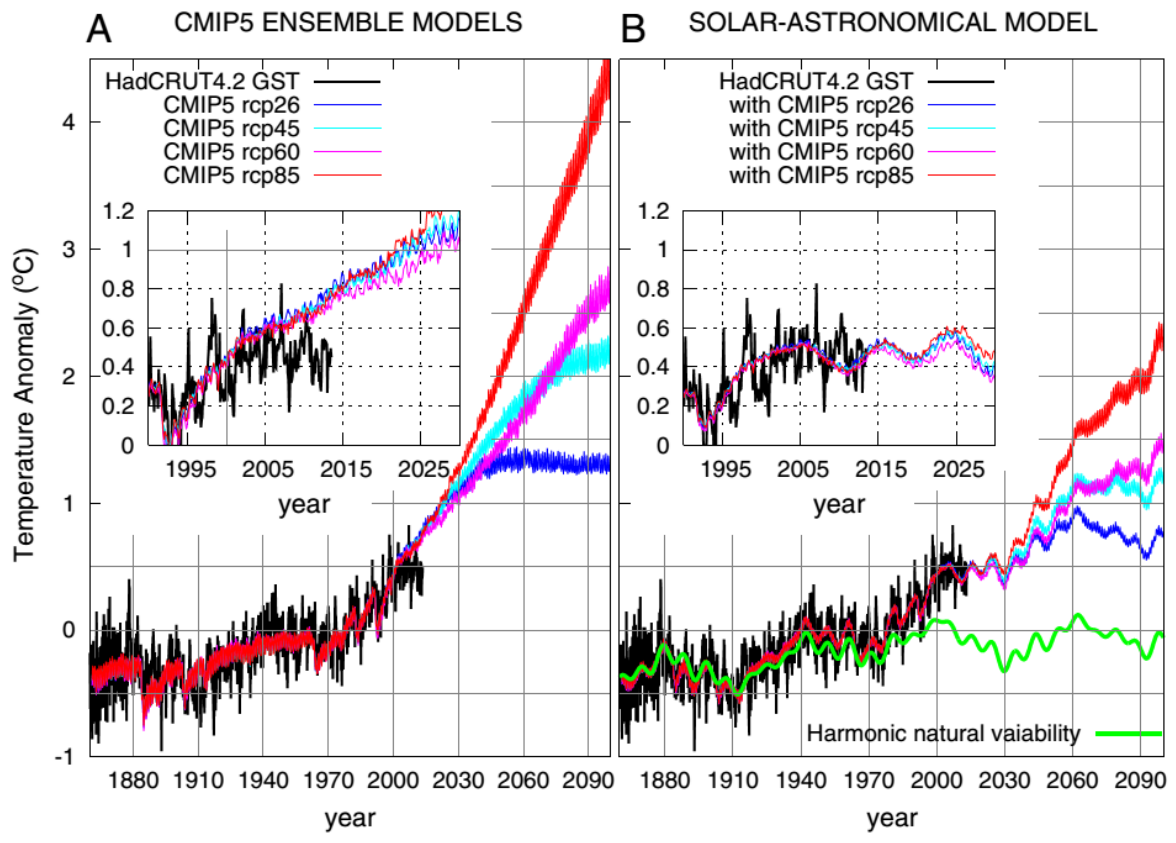 A
CMIP5 ENSEMBLE MODELS
HadCRUT4.2 GST
CMIP5 rcp26
CMIP5 rcp45
CMIP5 rcp60
CMIP5 rcp85
Temperature Anomaly (ºC)
4
3
2
1
0
-1
1.2
1
0.8
0.6
0.4
0.2
0
1995 2005 2015 2025
year
1880 1910 1940 1970 2000 2030 2060 2090
year
B
SOLAR-ASTRONOMICAL MODEL
HadCRUT4.2 GST
with CMIP5 rcp26
with CMIP5 rcp45
with CMIP5 rcp60
with CMIP5 rcp85
1.2
1
0.8
0.6
0.4
0.2
0
1995 2005 2015 2025
year
Harmonic natural vaiability
1880 1910 1940 1970 2000 2030 2060 2090
year